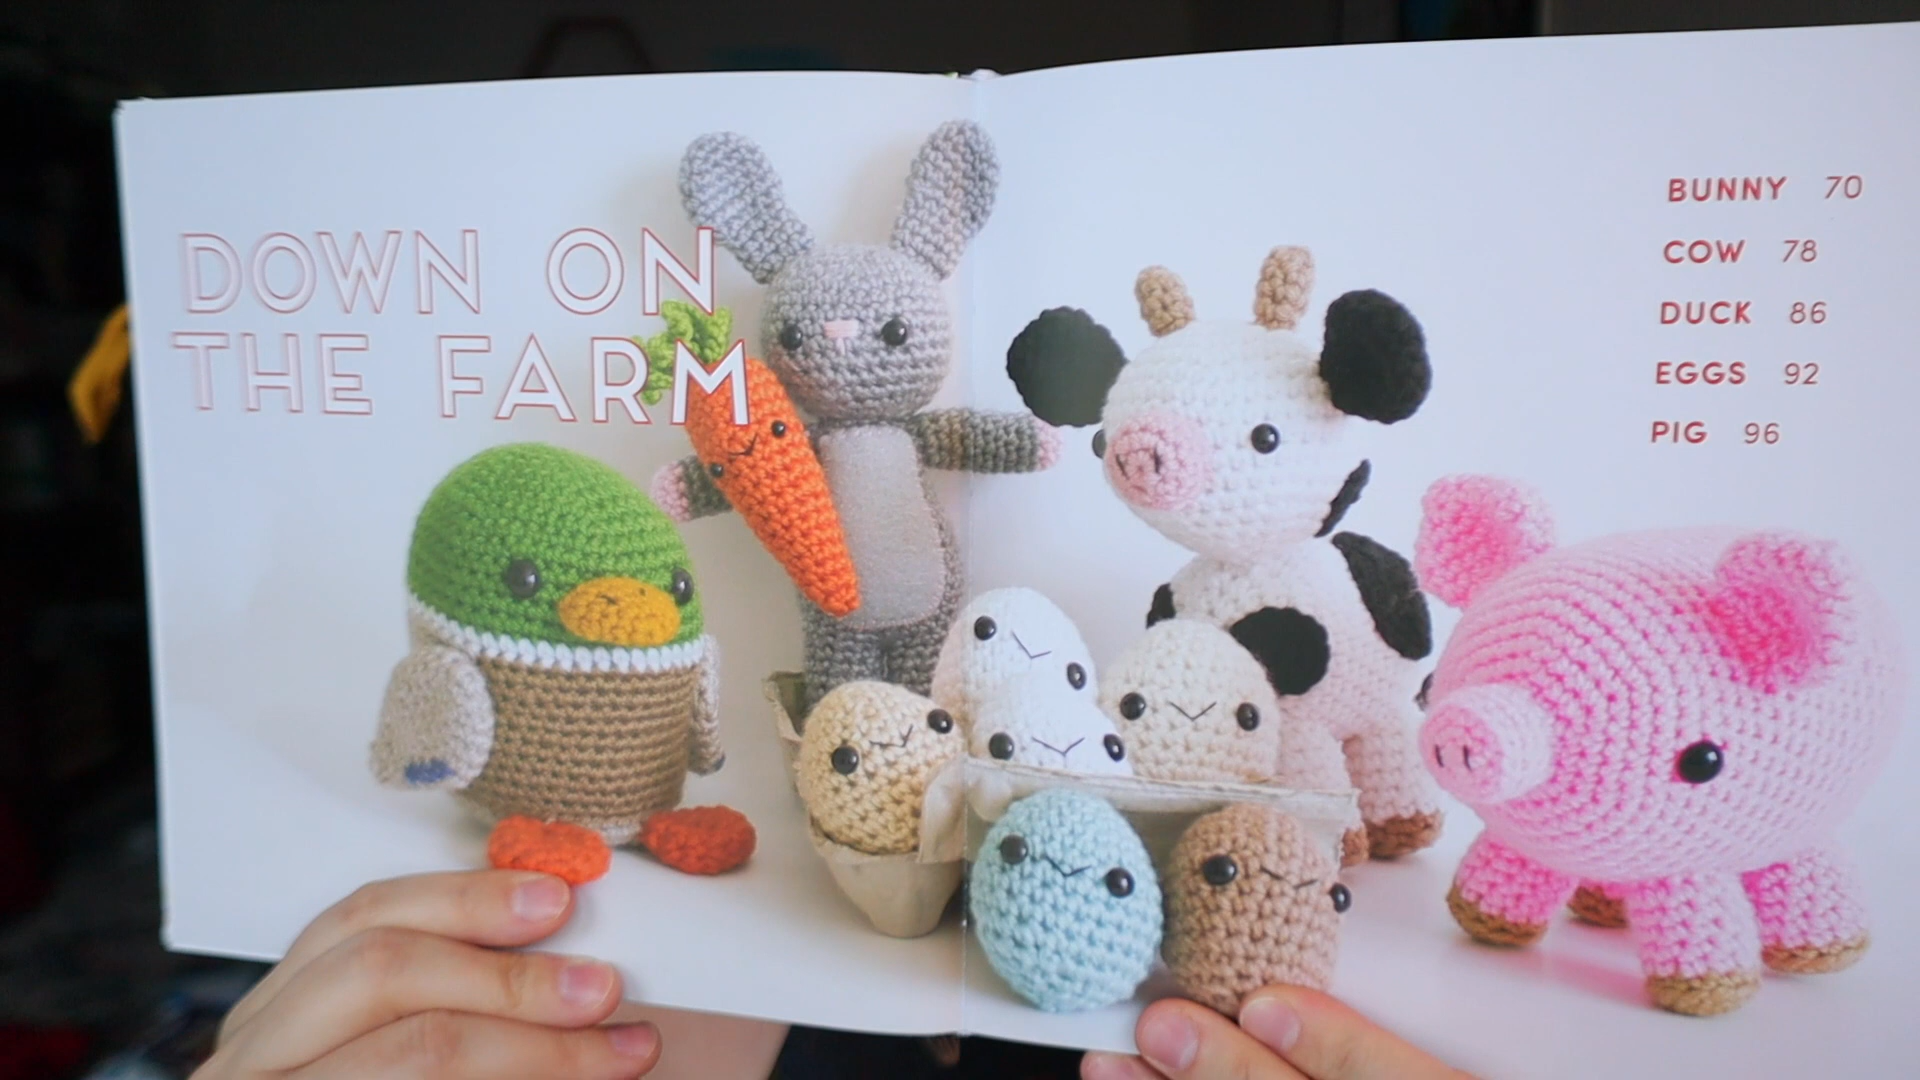 DOWN ON
THE FARM
BUNNY 70
COW 78
DUCK 86
EGGS 92
PIG 96